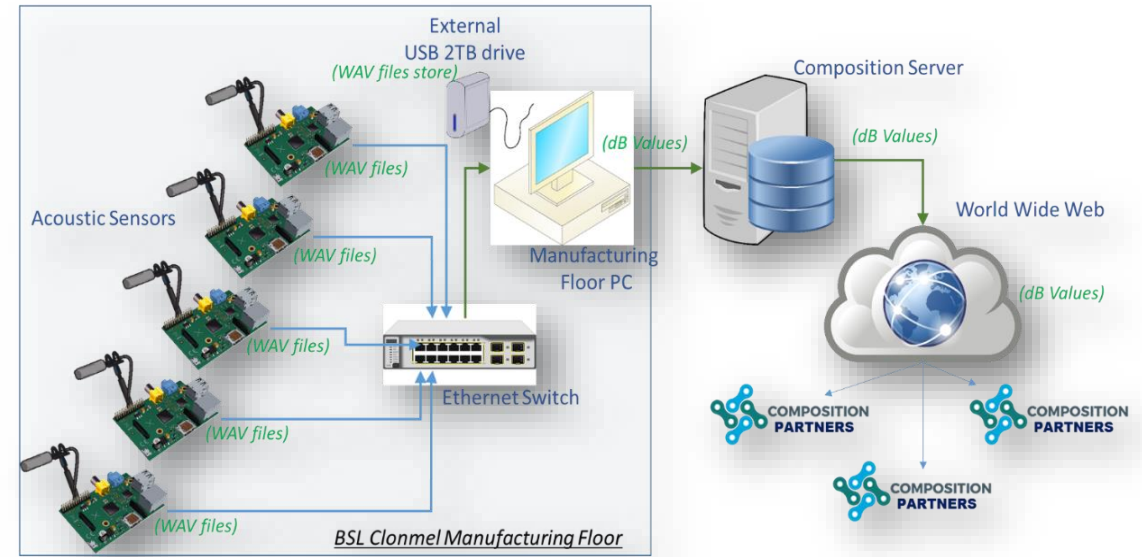 External
USB 2TB drive
(WAV files store)
Composition Server
(WAV files)
(dB Values)
(dB Values)
Acoustic Sensors
(WAV files)
World Wide Web
Manufacturing
Floor PC
(dB Values)
(WAV files)
Ethernet Switch
(WAV files)
COMPOSITION
PARTNERS
COMPOSITION
PARTNERS
COMPOSITION
PARTNERS
(WAV files)
BSL Clonmel Manufacturing Floor